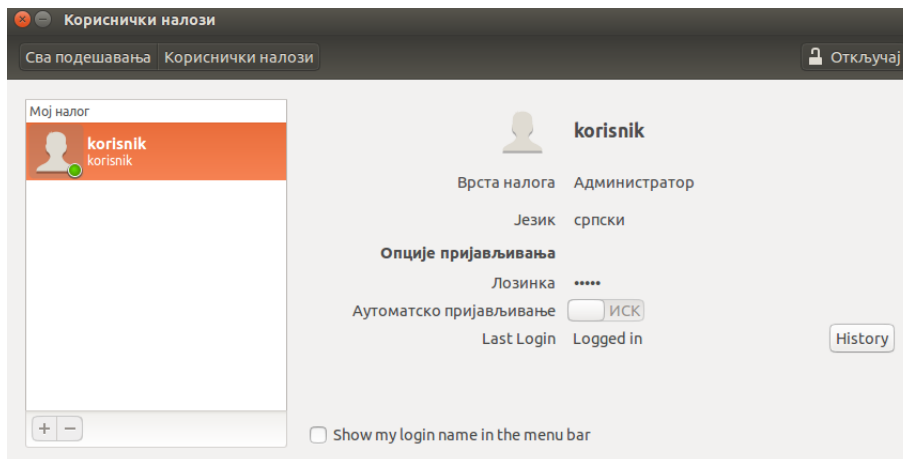 Кориснички налози
Сва подешавања Кориснички налози Откључај
Мој налог
korisnik
korisnik
korisnik
Врста налога Администратор
Језик српски
Опције пријављивања
Лозинка •••••
Аутоматско пријављивање ИСК
Last Login Logged in History
+ −
Show my login name in the menu bar